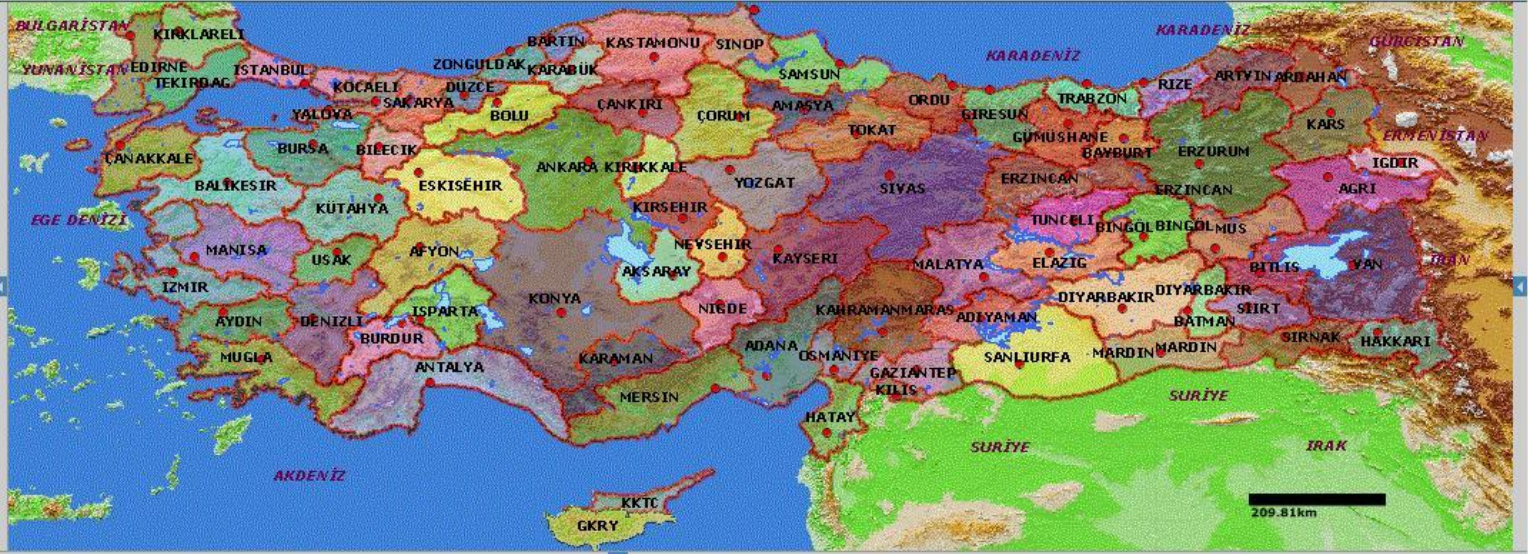 BULGARİSTAN
KIRKLARELI
YUNANİSTAN
EDIRNE
TEKIRDAG
ISTANBUL
KOCAELI
YALOVA
SAKARYA
DÜZCE
ZONGULDAK
BARTIN
KARABÜK
KASTAMONU
SINOP
SAMSUN
KARADENİZ
KARADENİZ
GÜRCİSTAN
BOLU
ÇANKIRI
ÇORUM
AMASYA
ORDU
GIRESUN
TRABZON
RIZE
ARTVIN
ARDAHAN
KARS
ERMENİSTAN
ÇANAKKALE
BURSA
BILECIK
ANKARA
KIRIKKALE
TOKAT
GUMUSHANE
BAYBURT
ERZURUM
IGDIR
BALIKESIR
ESKISEHIR
KÜTAHYA
YOZGAT
SIVAS
ERZINCAN
ERZINCAN
AGRI
EGE DENİZİ
KIRSEHIR
TUNCELI
BINGÖL
BINGÖL
MUS
MANISA
USAK
AFYON
NEVSEHIR
KAYSERI
MALATYA
ELAZIG
BITLIS
VAN
İRAN
IZMIR
AKSARAY
KONYA
NIGDE
KAHRAMANMARAS
ADIYAMAN
DIYARBAKIR
DIYARBAKIR
BATMAN
SIIRT
AYDIN
DENIZLI
ISPARTA
BURDUR
MUGLA
ANTALYA
KARAMAN
ADANA
OSMANIYE
GAZIANTEP
KILIS
SANLIURFA
MARDIN
MARDIN
SIRNAK
HAKKARI
MERSIN
HATAY
SURİYE
SURİYE
IRAK
AKDENİZ
KKTC
GKRY
209.81km